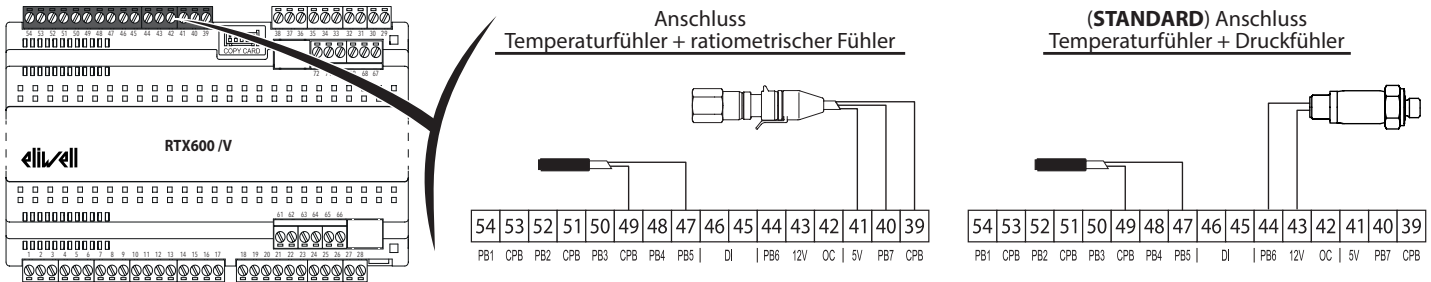 54 53 52 51 50 49 48 47 46 45 44 43 42 41 40 39
38 37 36 35 34 33 32 31 30 29
COPY CARD
72 71 68 67
eliwell
RTX600 /V
61 62 63 64 65 66
1 2 3 4 5 6 7 8 9 10 11 12 13 14 15 16 17 18 19 20 21 22 23 24 25 26 27 28
Anschluss
Temperaturfühler + ratiometrischer Fühler
54 53 52 51 50 49 48 47 46 45 44 43 42 41 40 39
PB1 CPB PB2 CPB PB3 CPB PB4 PB5 | DI | PB6 12V OC | 5V PB7 CPB
(STANDARD) Anschluss
Temperaturfühler + Druckfühler
54 53 52 51 50 49 48 47 46 45 44 43 42 41 40 39
PB1 CPB PB2 CPB PB3 CPB PB4 PB5 | DI | PB6 12V OC | 5V PB7 CPB